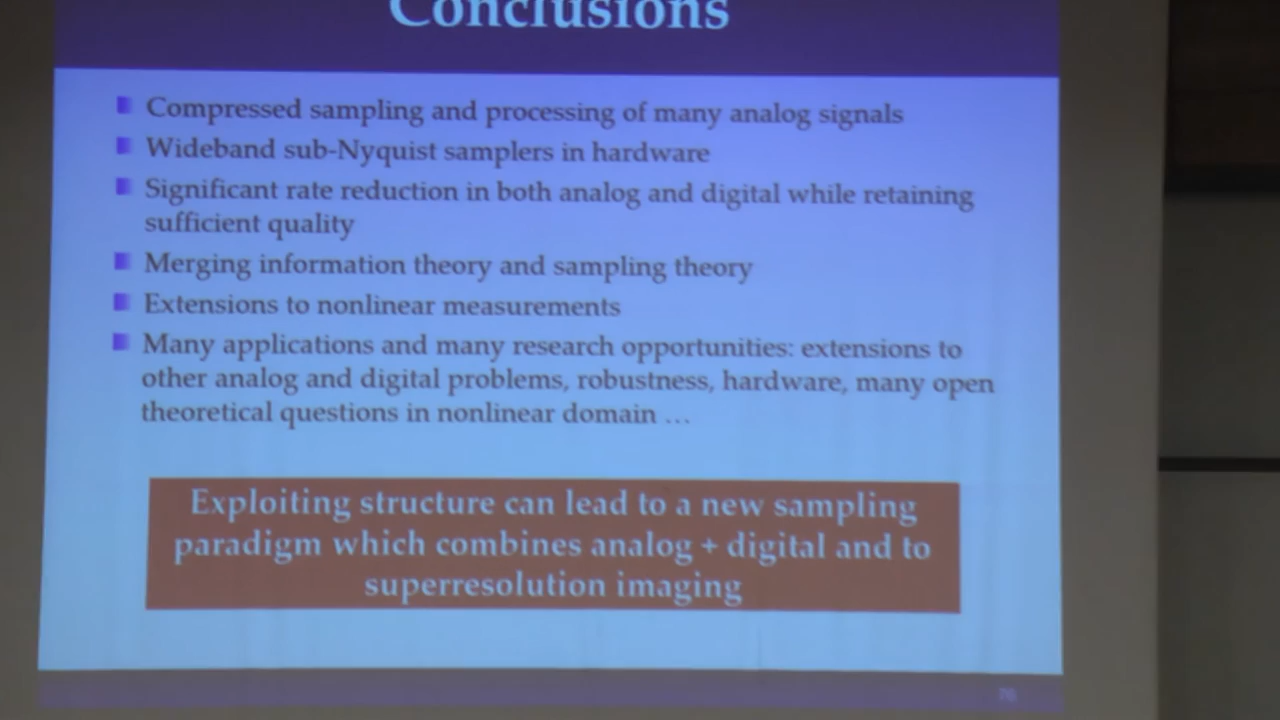 Conclusions
Compressed sampling and processing of many analog signals
Wideband sub-Nyquist samplers in hardware
Significant rate reduction in both analog and digital while retaining
sufficient quality
Merging information theory and sampling theory
Extensions to nonlinear measurements
Many applications and many research opportunities: extensions to
other analog and digital problems, robustness, hardware, many open
theoretical questions in nonlinear domain …
Exploiting structure can lead to a new sampling
paradigm which combines analog + digital and to
superresolution imaging